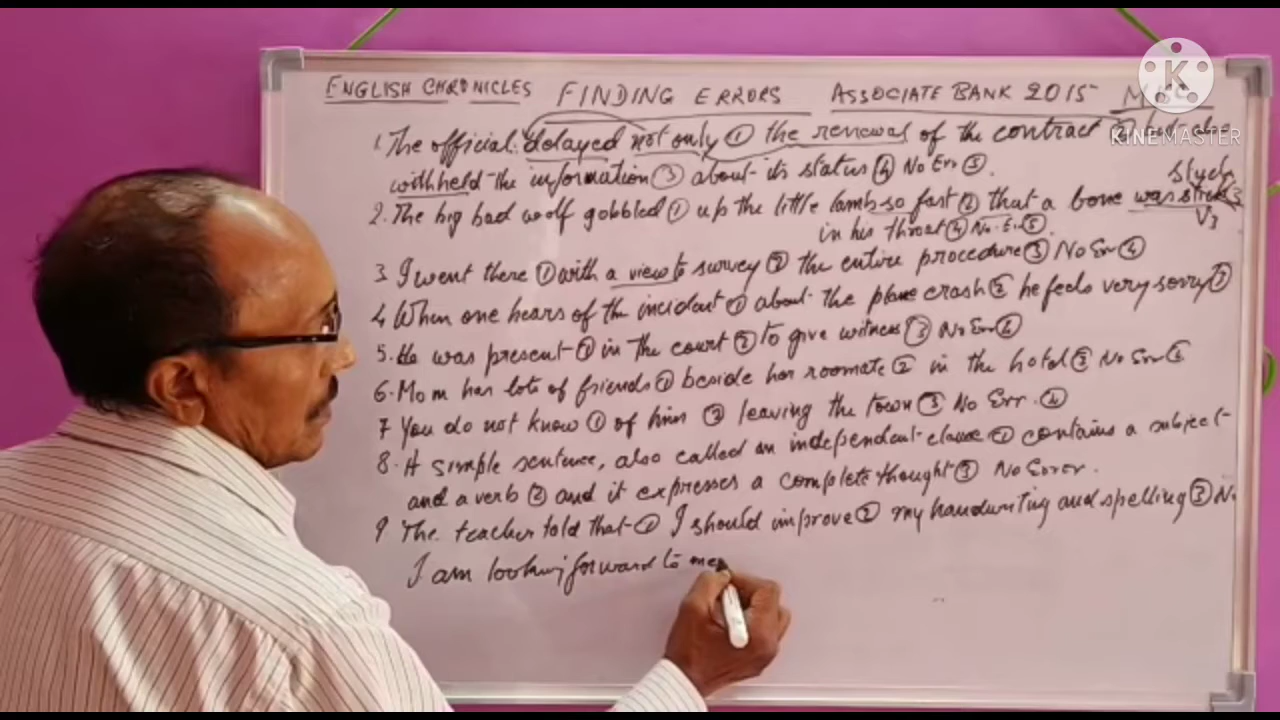 ENGLISH CHRONICLES FINDING ERRORS ASSOCIATE BANK 2015
K
KINEMASTER
1. The official delayed not only ① the renewal of the contract ② but also
withheld the information ③ about its status ④ No Err ⑤.
stuck
2. The big bad woolf gobbled ① up the little lamb so fast ② that a bone was
V3
in his throat ④ No. Err ⑤.
3. I went there ① with a view to survey ② the entire procedure ③ No Err ④
4. When one hears of the incident ① about the plane crash ② he feels very sorry ③
5. He was present ① in the court ② to give witness ③ No Err ④
6. Mom has lots of friends ① beside her roomate ② in the hotel ③ No Err ④
7 You do not know ① of him ② leaving the town ③ No Err. ④
8. A simple sentence, also called an independent clause ① contains a subject
and a verb ② and it expresses a complete thought ③ No Error.
9 The teacher told that ① I should improve ② my handwriting and spelling ③ No
I am looking forward to mee